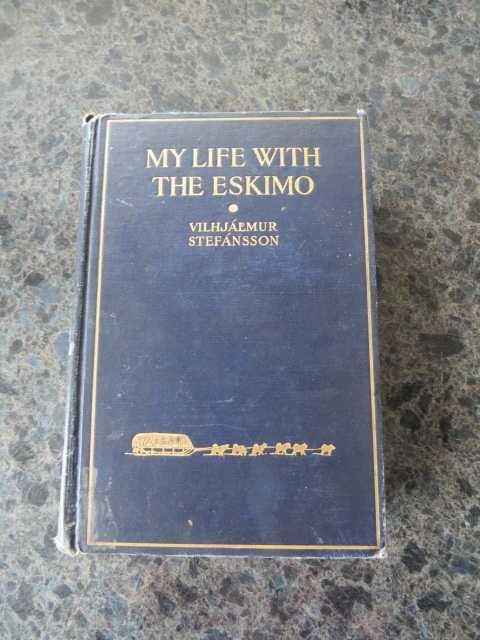 MY LIFE WITH
THE ESKIMO
VILHJÁLMUR
STEFÁNSSON